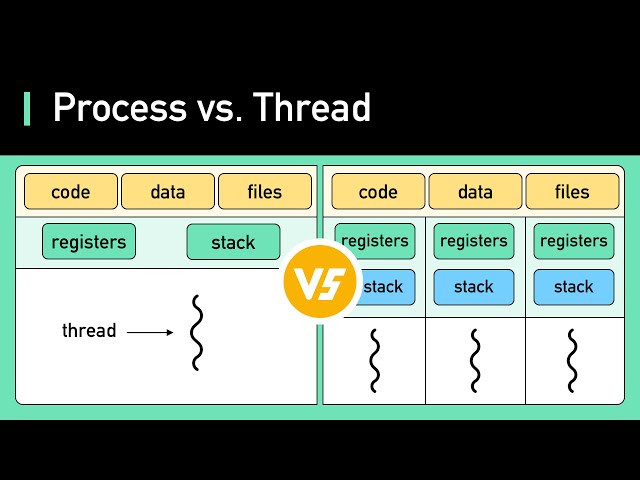 Process vs. Thread
code data files
registers stack
thread
VS
code data files
registers registers registers
stack stack stack